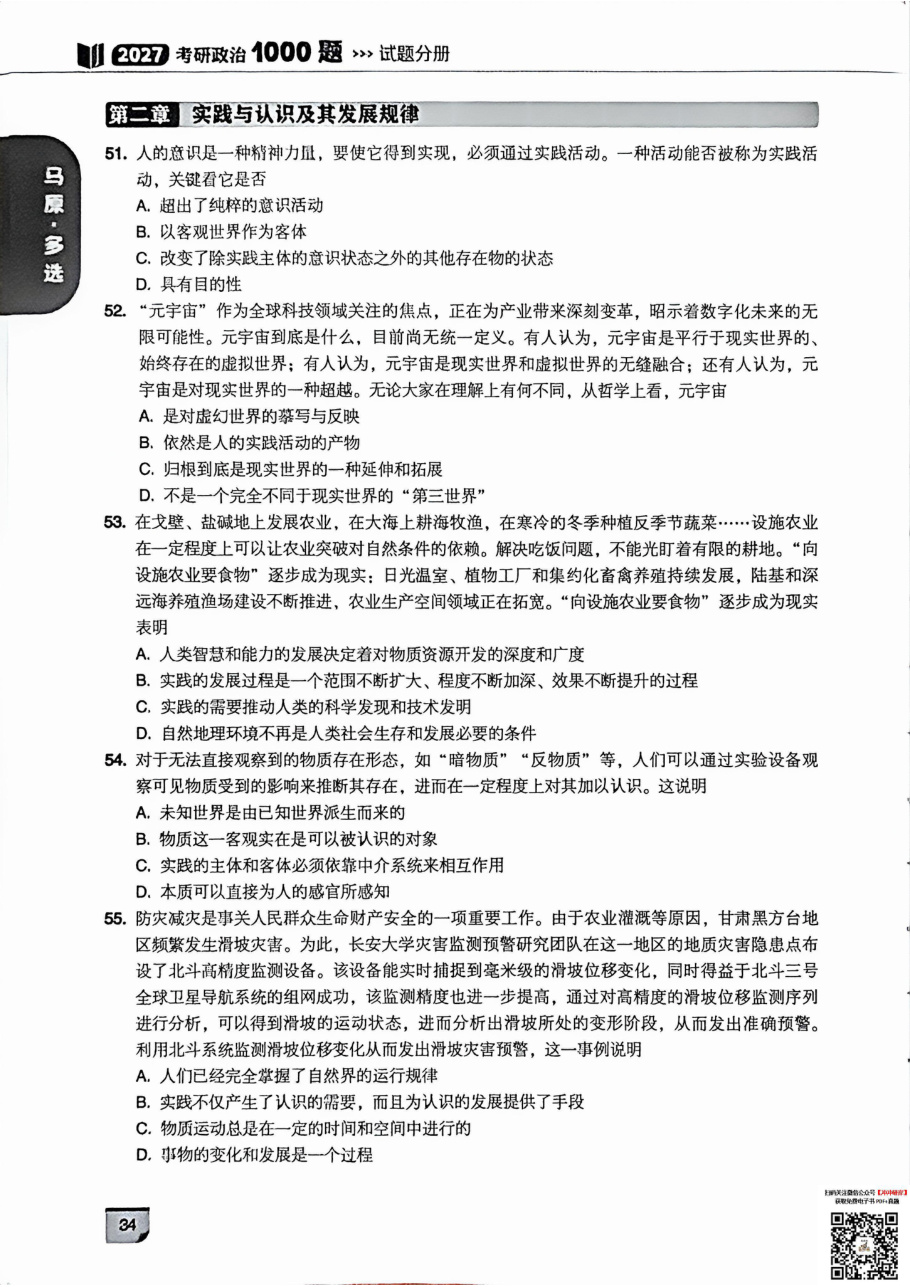 2027 考研政治 1000 题 >>> 试题分册
第二章 实践与认识及其发展规律
马原·多选
51. 人的意识是一种精神力量，要使它得到实现，必须通过实践活动。一种活动能否被称为实践活
动，关键看它是否
A. 超出了纯粹的意识活动
B. 以客观世界作为客体
C. 改变了除实践主体的意识状态之外的其他存在物的状态
D. 具有目的性
52. “元宇宙”作为全球科技领域关注的焦点，正在为产业带来深刻变革，昭示着数字化未来的无
限可能性。元宇宙到底是什么，目前尚无统一定义。有人认为，元宇宙是平行于现实世界的、
始终存在的虚拟世界；有人认为，元宇宙是现实世界和虚拟世界的无缝融合；还有人认为，元
宇宙是对现实世界的一种超越。无论大家在理解上有何不同，从哲学上看，元宇宙
A. 是对虚幻世界的摹写与反映
B. 依然是人的实践活动的产物
C. 归根到底是现实世界的一种延伸和拓展
D. 不是一个完全不同于现实世界的“第三世界”
53. 在戈壁、盐碱地上发展农业，在大海上耕海牧渔，在寒冷的冬季种植反季节蔬菜……设施农业
在一定程度上可以让农业突破对自然条件的依赖。解决吃饭问题，不能光盯着有限的耕地。“向
设施农业要食物”逐步成为现实：日光温室、植物工厂和集约化畜禽养殖持续发展，陆基和深
远海养殖渔场建设不断推进，农业生产空间领域正在拓宽。“向设施农业要食物”逐步成为现实
表明
A. 人类智慧和能力的发展决定着对物质资源开发的深度和广度
B. 实践的发展过程是一个范围不断扩大、程度不断加深、效果不断提升的过程
C. 实践的需要推动人类的科学发现和技术发明
D. 自然地理环境不再是人类社会生存和发展必要的条件
54. 对于无法直接观察到的物质存在形态，如“暗物质”“反物质”等，人们可以通过实验设备观
察可见物质受到的影响来推断其存在，进而在一定程度上对其加以认识。这说明
A. 未知世界是由已知世界派生而来的
B. 物质这一客观实在是可以被认识的对象
C. 实践的主体和客体必须依靠中介系统来相互作用
D. 本质可以直接为人的感官所感知
55. 防灾减灾是事关人民群众生命财产安全的一项重要工作。由于农业灌溉等原因，甘肃黑方台地
区频繁发生滑坡灾害。为此，长安大学灾害监测预警研究团队在这一地区的地质灾害隐患点布
设了北斗高精度监测设备。该设备能实时捕捉到毫米级的滑坡位移变化，同时得益于北斗三号
全球卫星导航系统的组网成功，该监测精度也进一步提高，通过对高精度的滑坡位移监测序列
进行分析，可以得到滑坡的运动状态，进而分析出滑坡所处的变形阶段，从而发出准确预警。
利用北斗系统监测滑坡位移变化从而发出滑坡灾害预警，这一事例说明
A. 人们已经完全掌握了自然界的运行规律
B. 实践不仅产生了认识的需要，而且为认识的发展提供了手段
C. 物质运动总是在一定的时间和空间中进行的
D. 事物的变化和发展是一个过程
34
扫码关注微信公众号【冲冲研库】
获取免费电子书PDF+真题